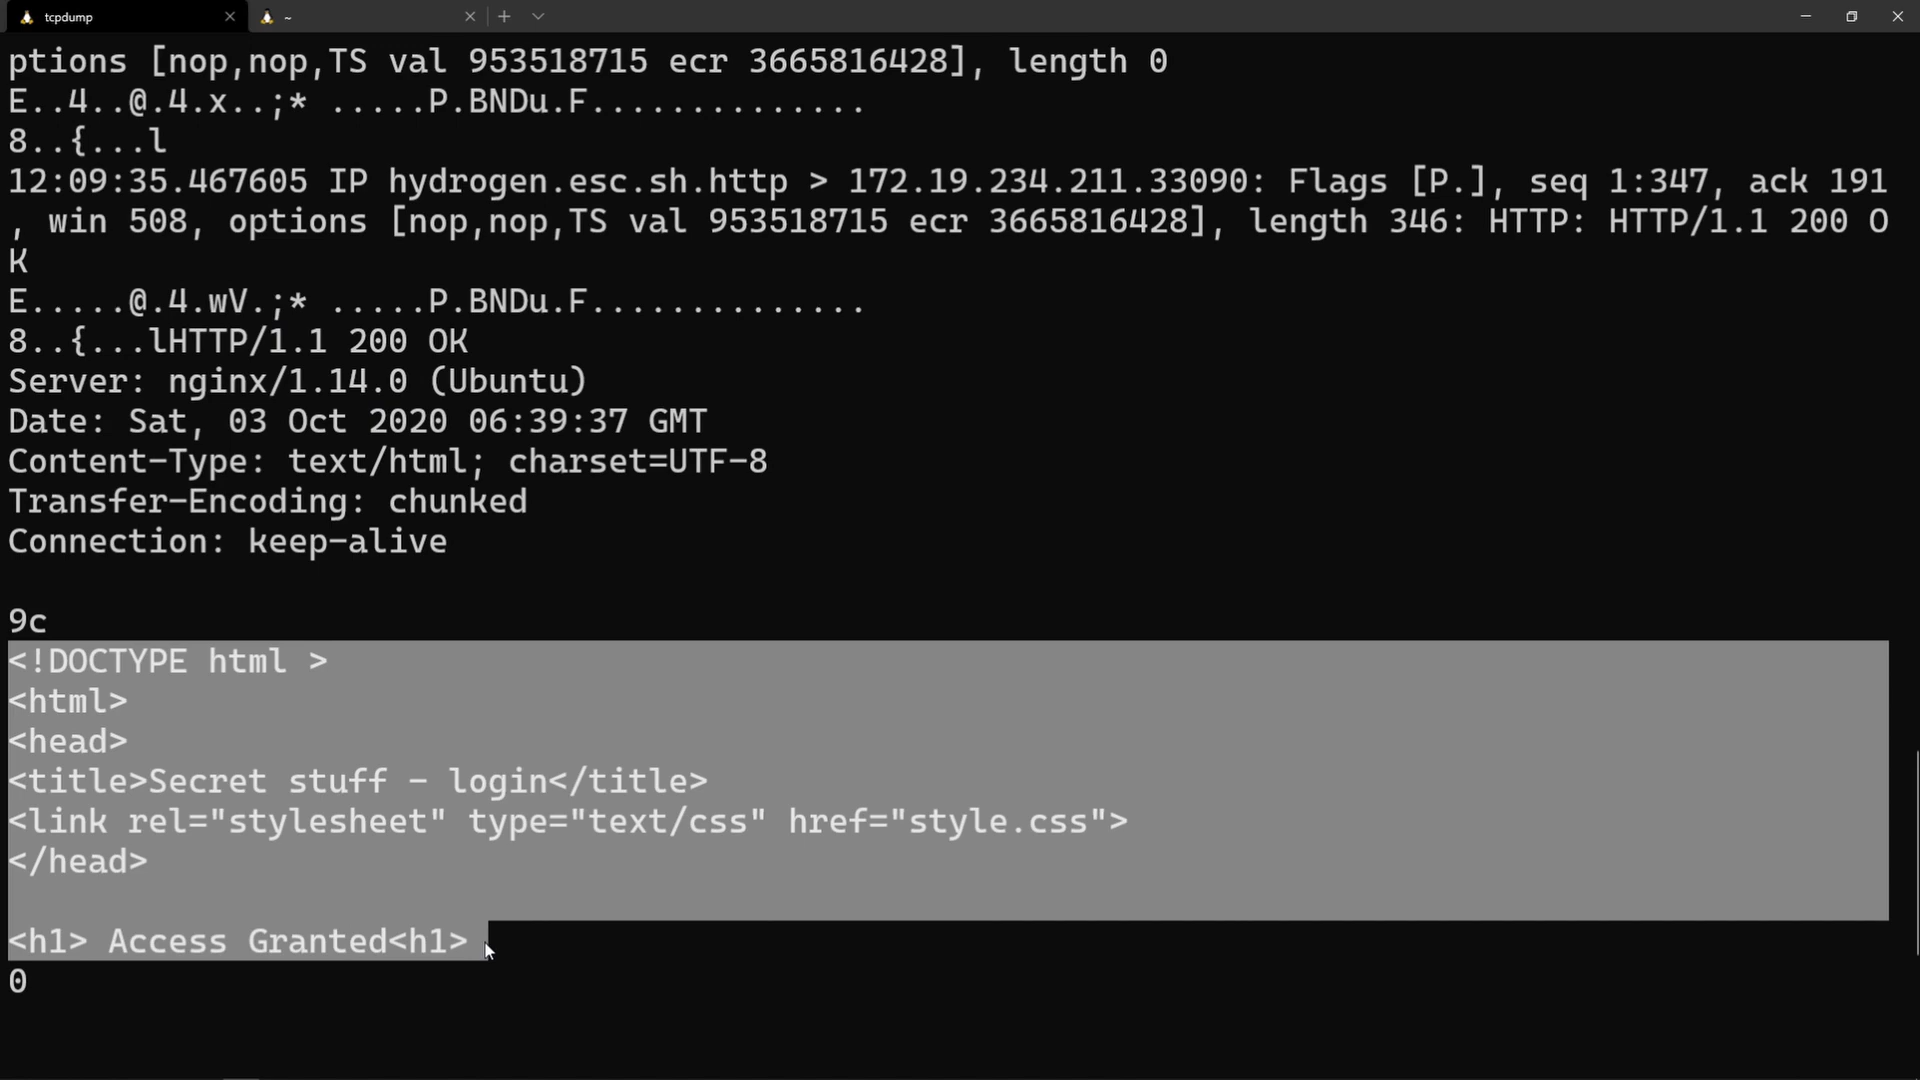 tcpdump
~
ptions [nop,nop,TS val 953518715 ecr 3665816428], length 0
E..4..@.4.x..;* .....P.BNDu.F..............
8..{...l
12:09:35.467605 IP hydrogen.esc.sh.http > 172.19.234.211.33090: Flags [P.], seq 1:347, ack 191
, win 508, options [nop,nop,TS val 953518715 ecr 3665816428], length 346: HTTP: HTTP/1.1 200 O
K
E.....@.4.wV.;* .....P.BNDu.F..............
8..{...lHTTP/1.1 200 OK
Server: nginx/1.14.0 (Ubuntu)
Date: Sat, 03 Oct 2020 06:39:37 GMT
Content-Type: text/html; charset=UTF-8
Transfer-Encoding: chunked
Connection: keep-alive
9c
<!DOCTYPE html >
<html>
<head>
<title>Secret stuff - login</title>
<link rel="stylesheet" type="text/css" href="style.css">
</head>
<h1> Access Granted<h1>
0